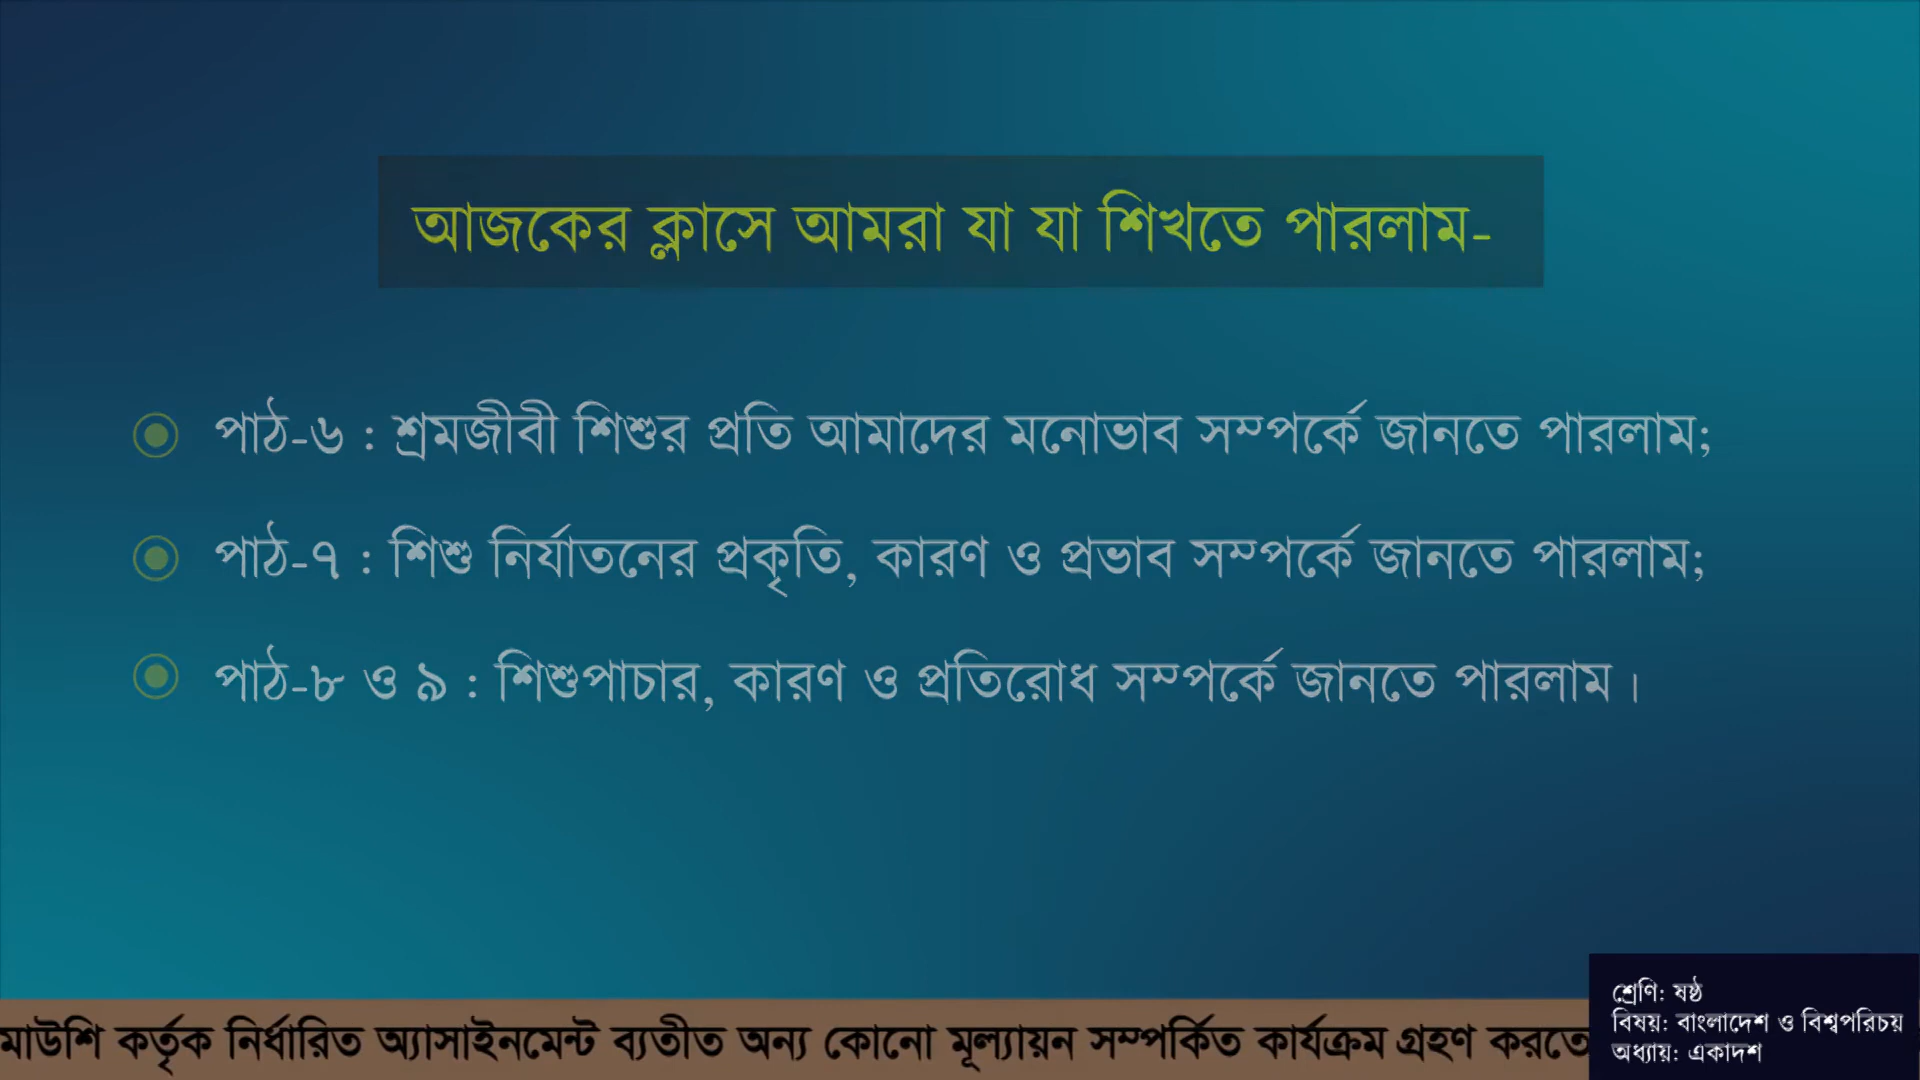 আজকের ক্লাসে আমরা যা যা শিখতে পারলাম-
পাঠ-৬ : শ্রমজীবী শিশুর প্রতি আমাদের মনোভাব সম্পর্কে জানতে পারলাম;
পাঠ-৭ : শিশু নির্যাতনের প্রকৃতি, কারণ ও প্রভাব সম্পর্কে জানতে পারলাম;
পাঠ-৮ ও ৯ : শিশুপাচার, কারণ ও প্রতিরোধ সম্পর্কে জানতে পারলাম।
মাউশি কর্তৃক নির্ধারিত অ্যাসাইনমেন্ট ব্যতীত অন্য কোনো মূল্যায়ন সম্পর্কিত কার্যক্রম গ্রহণ করতে
শ্রেণি: ষষ্ঠ
বিষয়: বাংলাদেশ ও বিশ্বপরিচয়
অধ্যায়: একাদশ